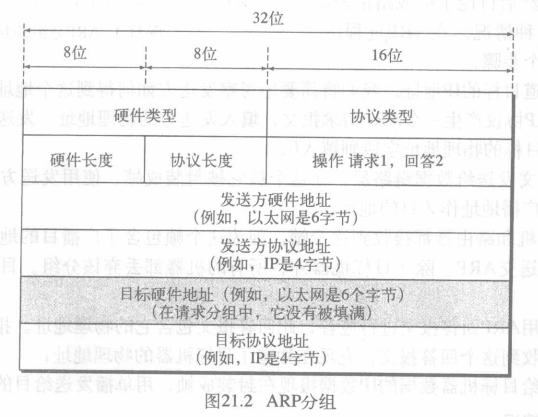 32位
8位 8位 16位
硬件类型 协议类型
硬件长度 协议长度 操作 请求1，回答2
发送方硬件地址
(例如，以太网是6字节)
发送方协议地址
(例如，IP是4字节)
目标硬件地址（例如，以太网是6个字节）
(在请求分组中，它没有被填满)
目标协议地址
(例如，IP是4字节)
图21.2 ARP分组